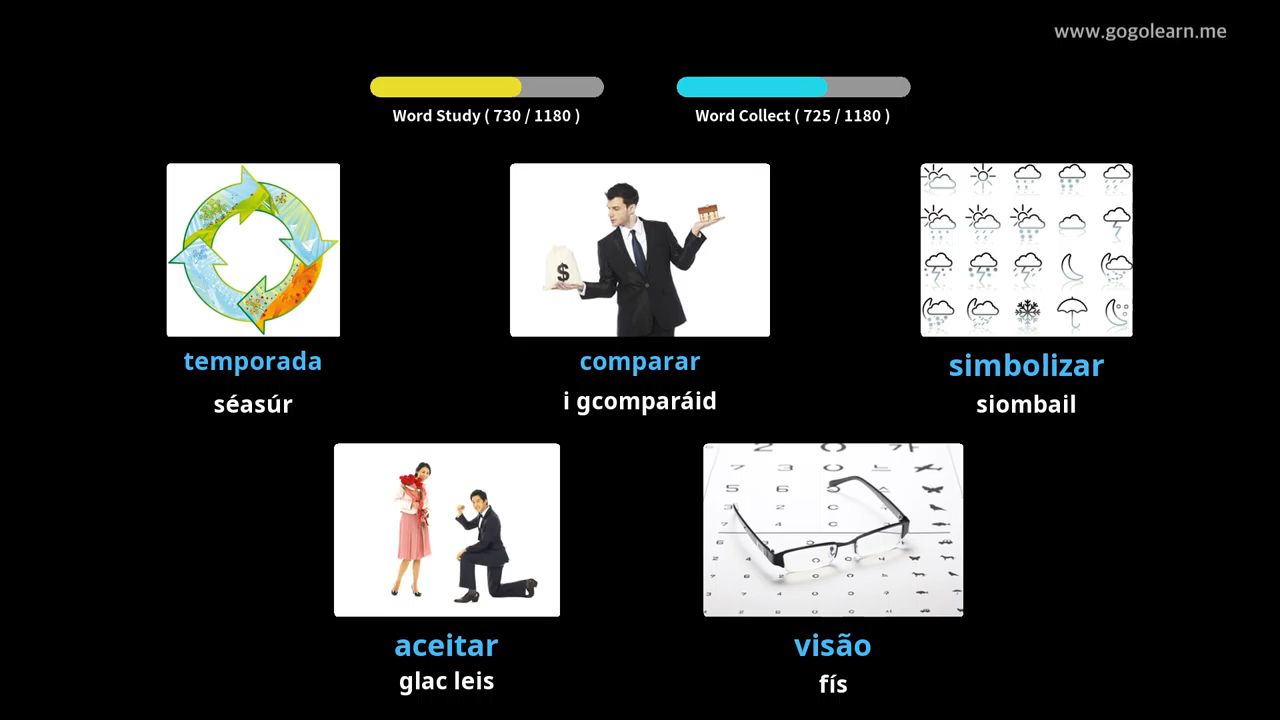 www.gogolearn.me
Word Study ( 730 / 1180 )
Word Collect ( 725 / 1180 )
$
temporada
comparar
simbolizar
séasúr
i gcomparáid
siombail
aceitar
visão
glac leis
fís